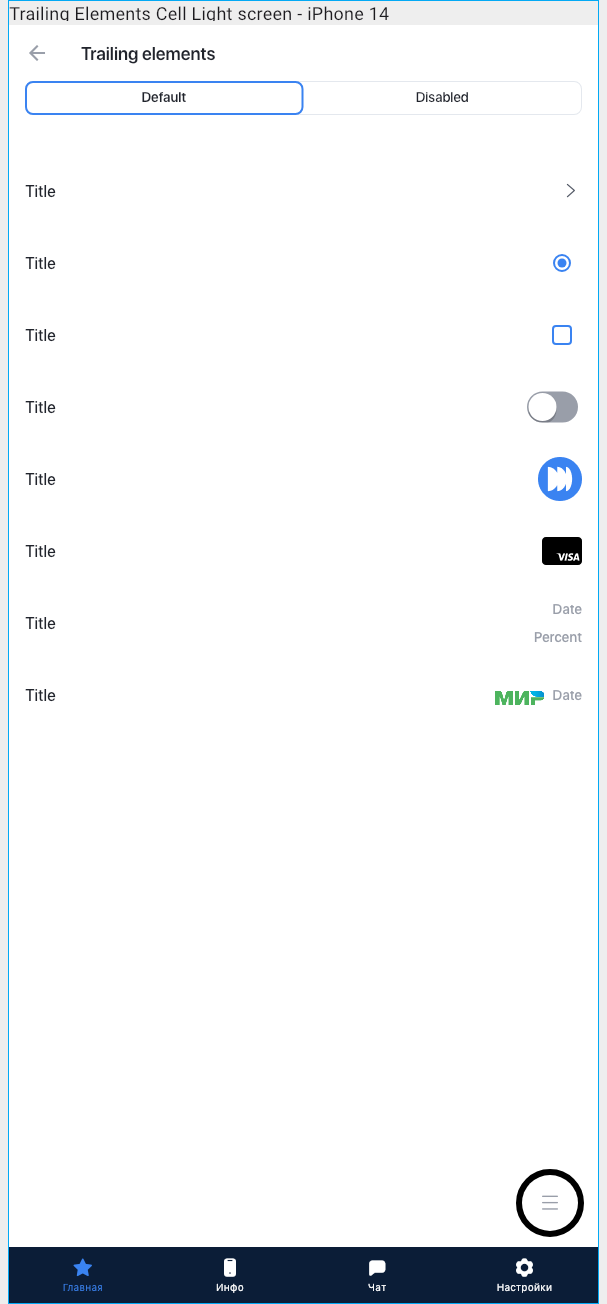 Trailing Elements Cell Light screen - iPhone 14
Trailing elements
Default Disabled
Title
Title
Title
Title
Title
Title VISA
Date
Title
Percent
Title МИР Date
Главная Инфо Чат Настройки